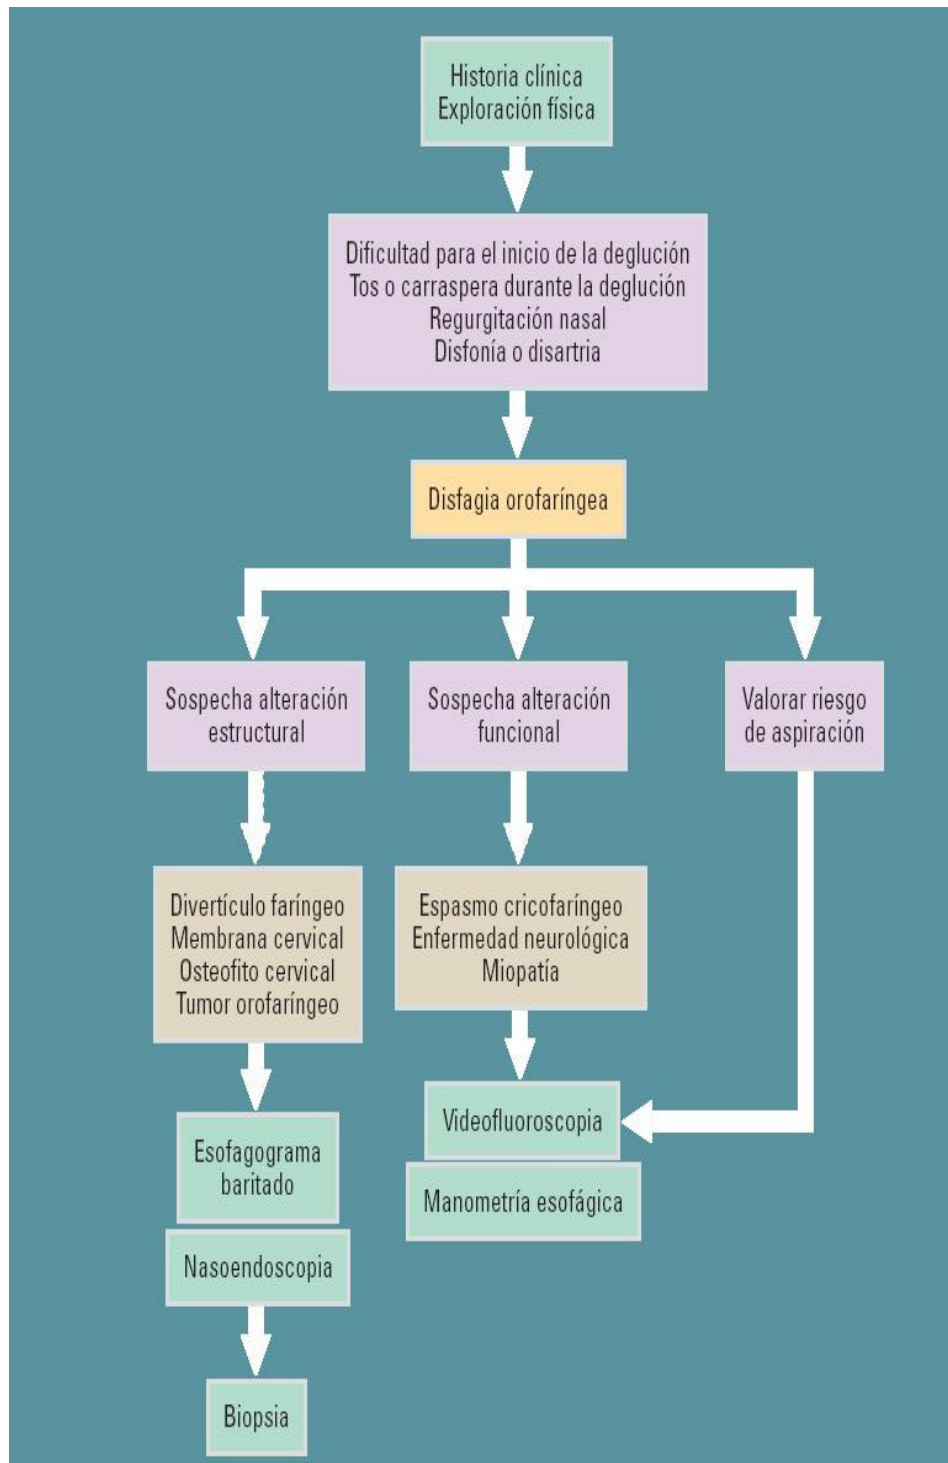 Historia clínica
Exploración física
Dificultad para el inicio de la deglución
Tos o carraspera durante la deglución
Regurgitación nasal
Disfonía o disartria
Disfagia orofaríngea
Sospecha alteración
estructural
Sospecha alteración
funcional
Valorar riesgo
de aspiración
Divertículo faríngeo
Membrana cervical
Osteofito cervical
Tumor orofaríngeo
Espasmo cricofaríngeo
Enfermedad neurológica
Miopatía
Esofagograma
baritado
Nasoendoscopia
Videofluoroscopia
Manometría esofágica
Biopsia